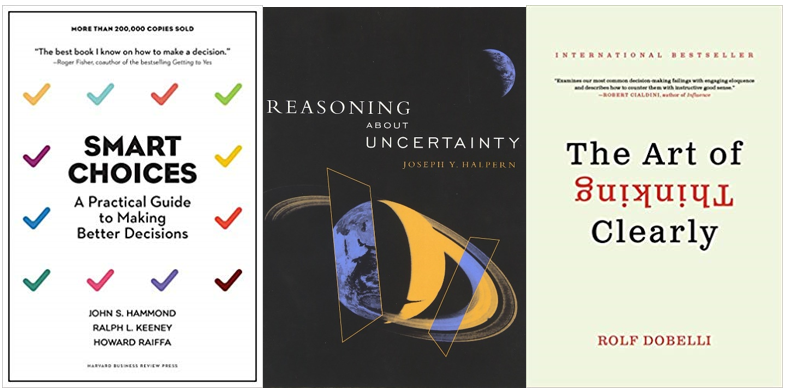 MORE THAN 200,000 COPIES SOLD
"The best book I know on how to make a decision."
—Roger Fisher, coauthor of the bestselling Getting to Yes
SMART
CHOICES
A Practical Guide
to Making
Better Decisions
JOHN S. HAMMOND
RALPH L. KEENEY
HOWARD RAIFFA
HARVARD BUSINESS REVIEW PRESS
REASONING
ABOUT
UNCERTAINTY
JOSEPH Y. HALPERN
INTERNATIONAL BESTSELLER
"Examines our most common decision-making failings with engaging eloquence
and describes how to counter them with instructive good sense."
—ROBERT CIALDINI, author of Influence
The Art of
Thinking
Clearly
ROLF DOBELLI